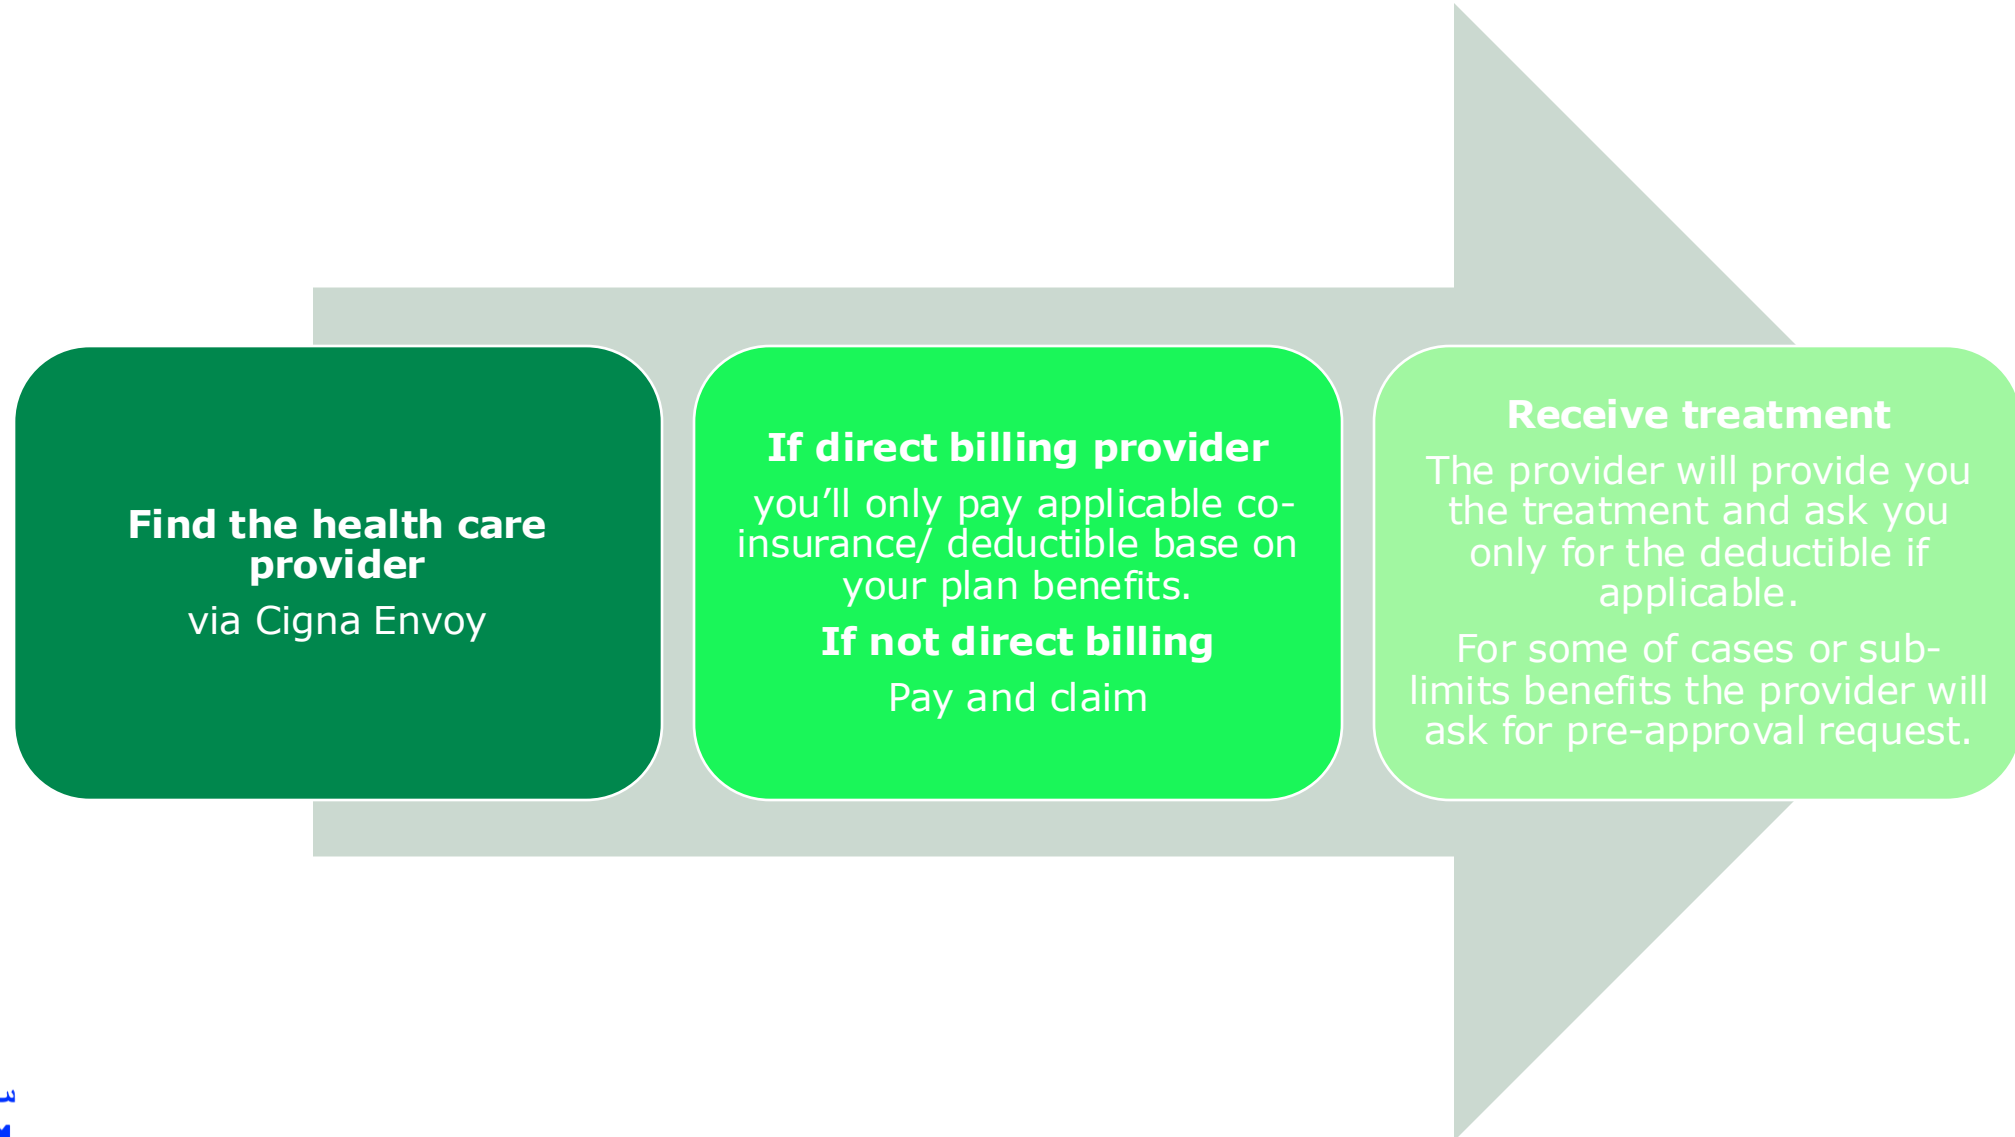 Find the health care
provider
via Cigna Envoy
If direct billing provider
you’ll only pay applicable co-
insurance/ deductible base on
your plan benefits.
If not direct billing
Pay and claim
Receive treatment
The provider will provide you
the treatment and ask you
only for the deductible if
applicable.
For some of cases or sub-
limits benefits the provider will
ask for pre-approval request.